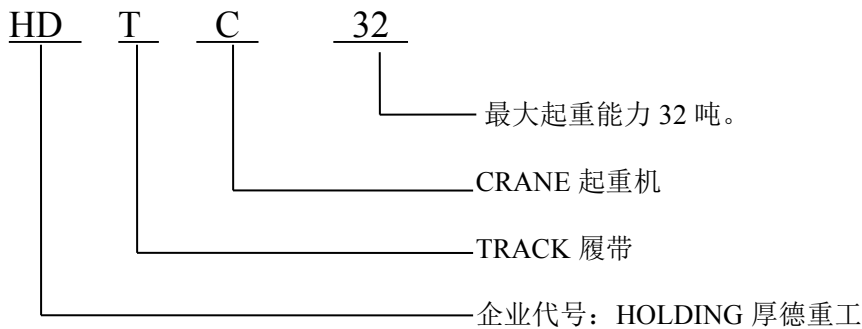 HD T C 32
最大起重能力 32 吨。
CRANE 起重机
TRACK 履带
企业代号：HOLDING 厚德重工